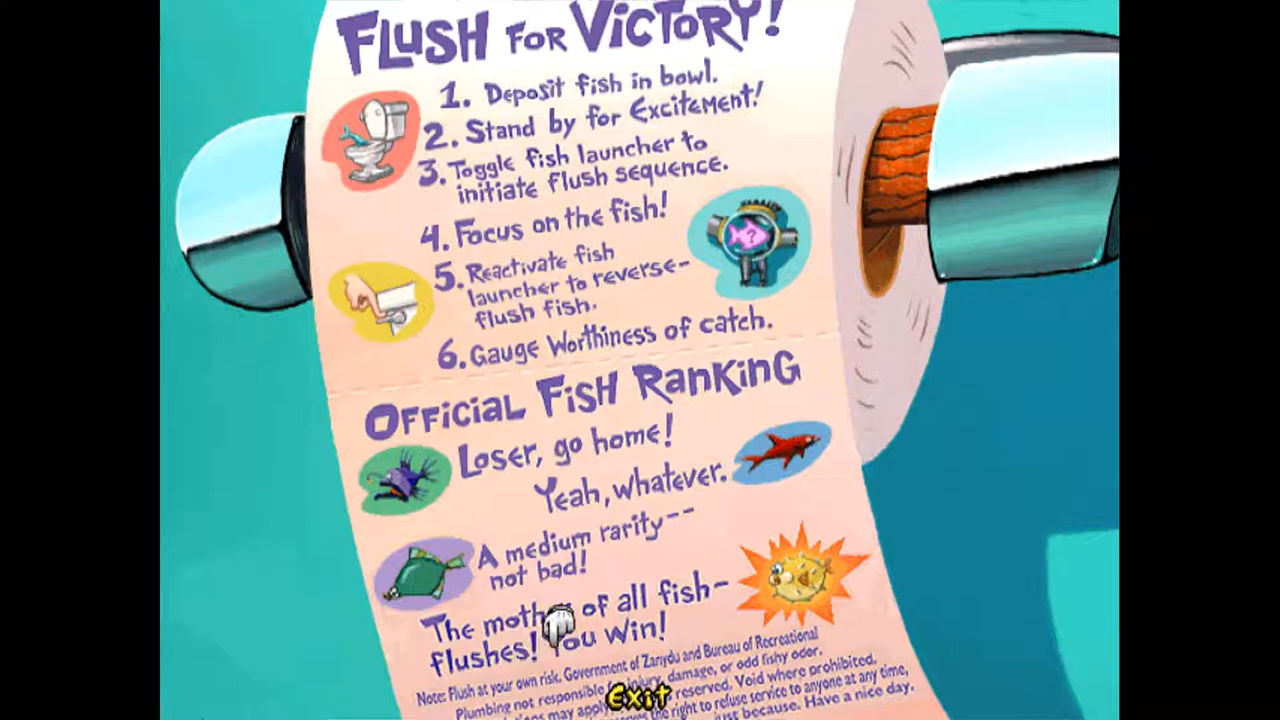 FLUSH FOR VICTORY!
1. Deposit fish in bowl.
2. Stand by for Excitement!
3. Toggle fish launcher to
initiate flush sequence.
4. Focus on the fish!
?
5. Reactivate fish
launcher to reverse-
flush fish.
6. Gauge Worthiness of catch.
OFFICIAL FISH RANKING
Loser, go home!
Yeah, whatever.
A medium rarity--
not bad!
The mother of all fish-
flushes! You Win!
Note: Flush at your own risk. Government of Zanydu and Bureau of Recreational
Plumbing not responsible injury, damage, or odd fishy odor.
may apply reserved. Void where prohibited.
the right to refuse service to anyone at any time,
just because. Have a nice day.
Exit